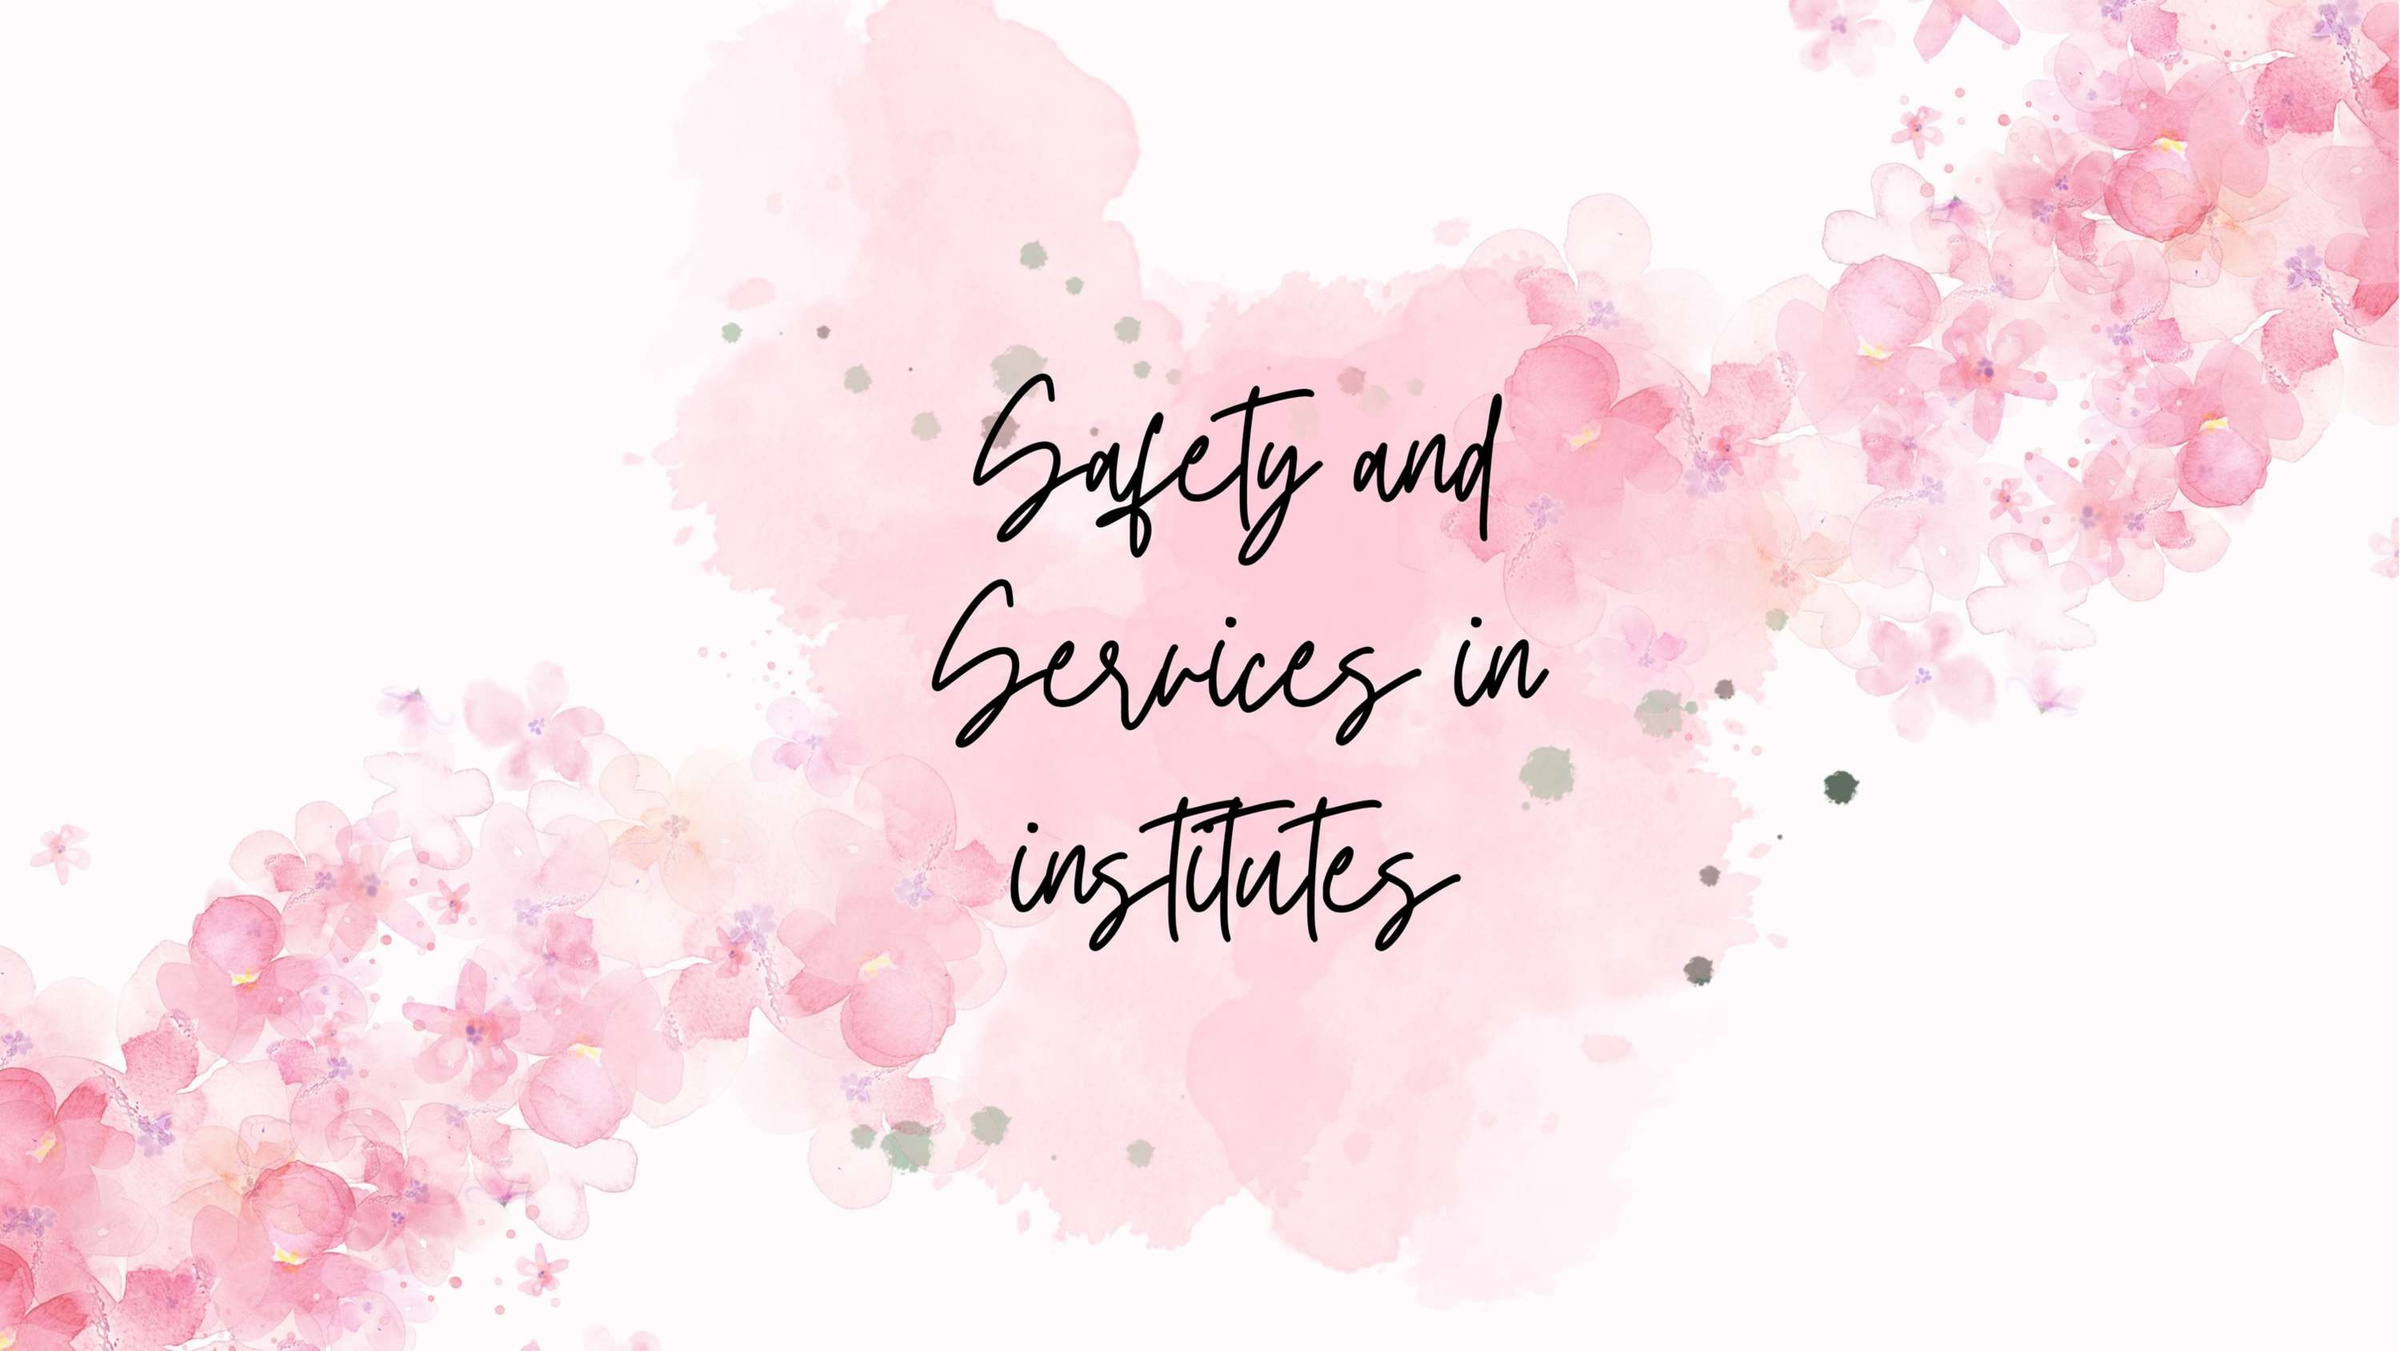 Safety and
Services in
institutes